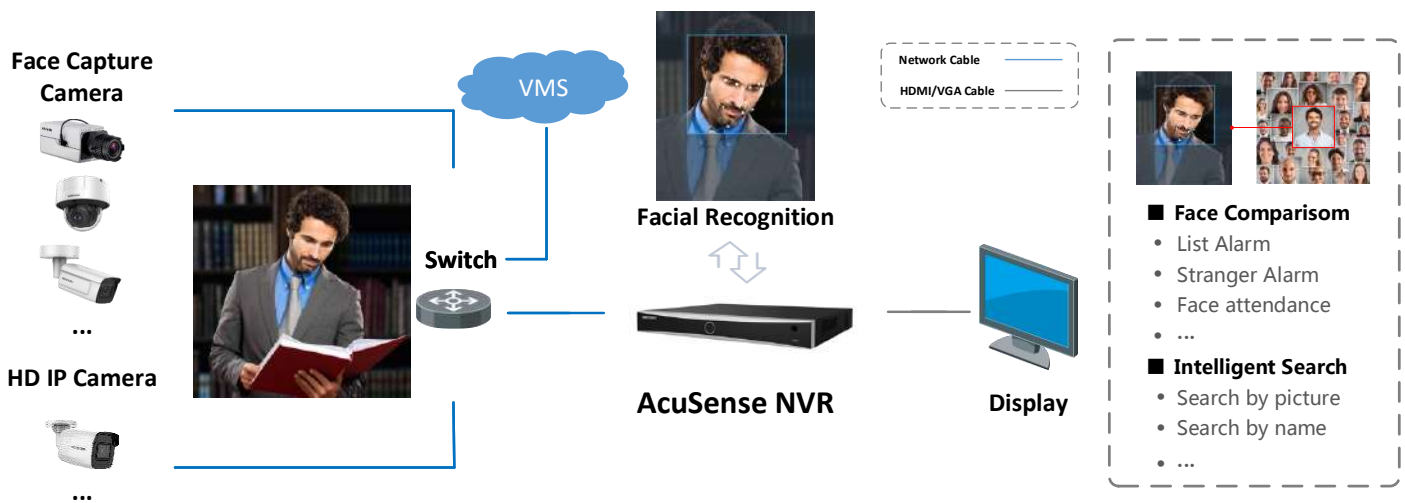 Face Capture
Camera
...
HD IP Camera
...
VMS
Switch
Facial Recognition
AcuSense NVR
Network Cable
HDMI/VGA Cable
Display
■ Face Comparisom
• List Alarm
• Stranger Alarm
• Face attendance
• ...
■ Intelligent Search
• Search by picture
• Search by name
• ...